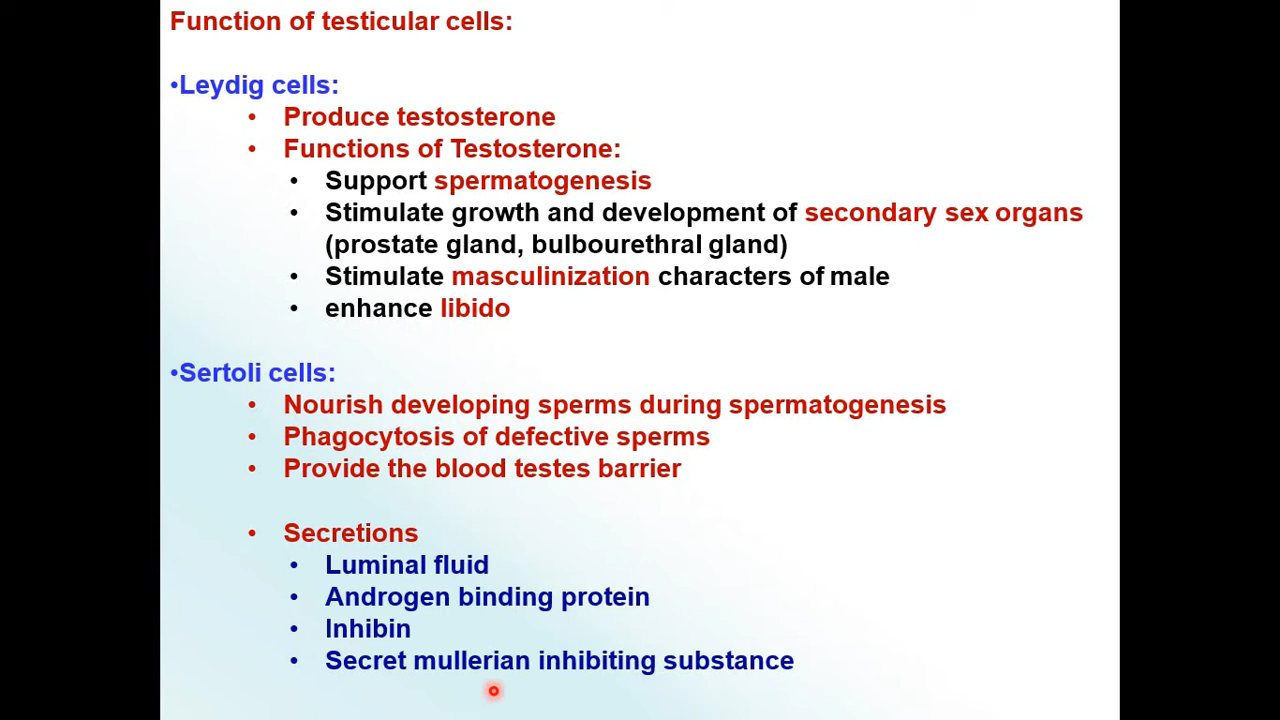 Function of testicular cells:
•Leydig cells:
• Produce testosterone
• Functions of Testosterone:
• Support spermatogenesis
• Stimulate growth and development of secondary sex organs
(prostate gland, bulbourethral gland)
• Stimulate masculinization characters of male
• enhance libido
•Sertoli cells:
• Nourish developing sperms during spermatogenesis
• Phagocytosis of defective sperms
• Provide the blood testes barrier
• Secretions
• Luminal fluid
• Androgen binding protein
• Inhibin
• Secret mullerian inhibiting substance